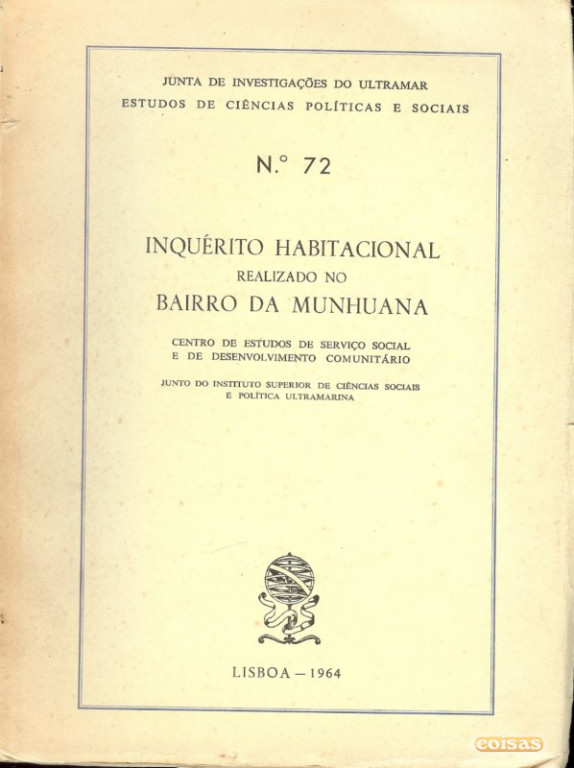 JUNTA DE INVESTIGAÇÕES DO ULTRAMAR
ESTUDOS DE CIÊNCIAS POLÍTICAS E SOCIAIS
N.º 72
INQUÉRITO HABITACIONAL
REALIZADO NO
BAIRRO DA MUNHUANA
CENTRO DE ESTUDOS DE SERVIÇO SOCIAL
E DE DESENVOLVIMENTO COMUNITÁRIO
JUNTO DO INSTITUTO SUPERIOR DE CIÊNCIAS SOCIAIS
E POLÍTICA ULTRAMARINA
LISBOA — 1964
coisas